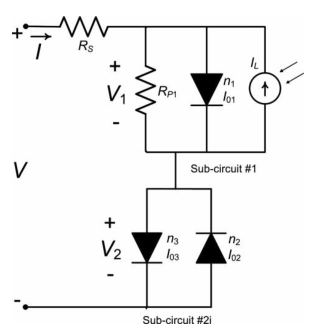 +
I
R_S
+
V_1
-
R_P1
n_1
I_01
I_L
Sub-circuit #1
V
+
V_2
-
n_3
I_03
n_2
I_02
-
Sub-circuit #2i